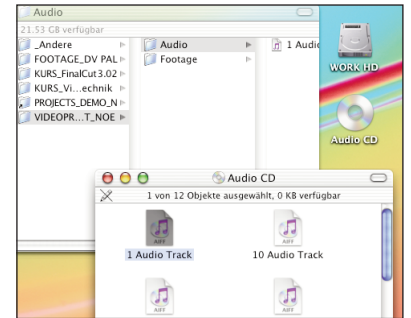 Audio
21.53 GB verfügbar
_Andere
FOOTAGE_DV PAL
KURS_FinalCut3.02
KURS_Vi...echnik
PROJECTS_DEMO_N
VIDEOPR...T_NOE
Audio
Footage
1 Audio
WORK HD
Audio CD
Audio CD
1 von 12 Objekte ausgewählt, 0 KB verfügbar
AIFF
AIFF
1 Audio Track
10 Audio Track
AIFF
AIFF